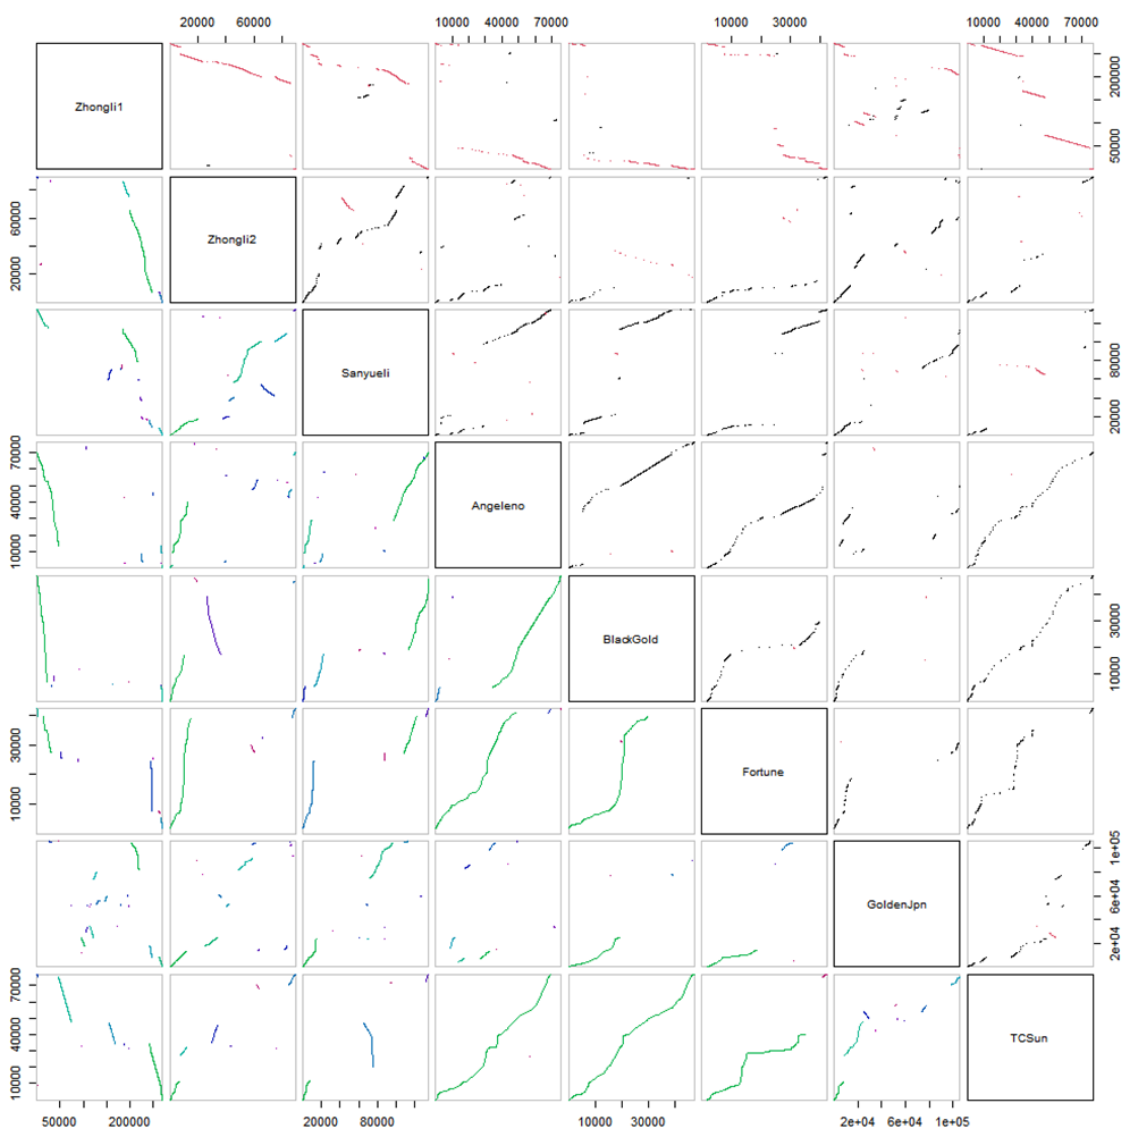 20000 60000 10000 40000 70000 10000 30000 10000 40000 70000
Zhongli1
50000 200000
20000 60000
Zhongli2
Sanyueli
20000 80000
10000 40000 70000
Angeleno
BlackGold
10000 30000
10000 30000
Fortune
GoldenJpn
2e+04 6e+04 1e+05
10000 40000 70000
TCSun
50000 200000 20000 80000 10000 30000 2e+04 6e+04 1e+05